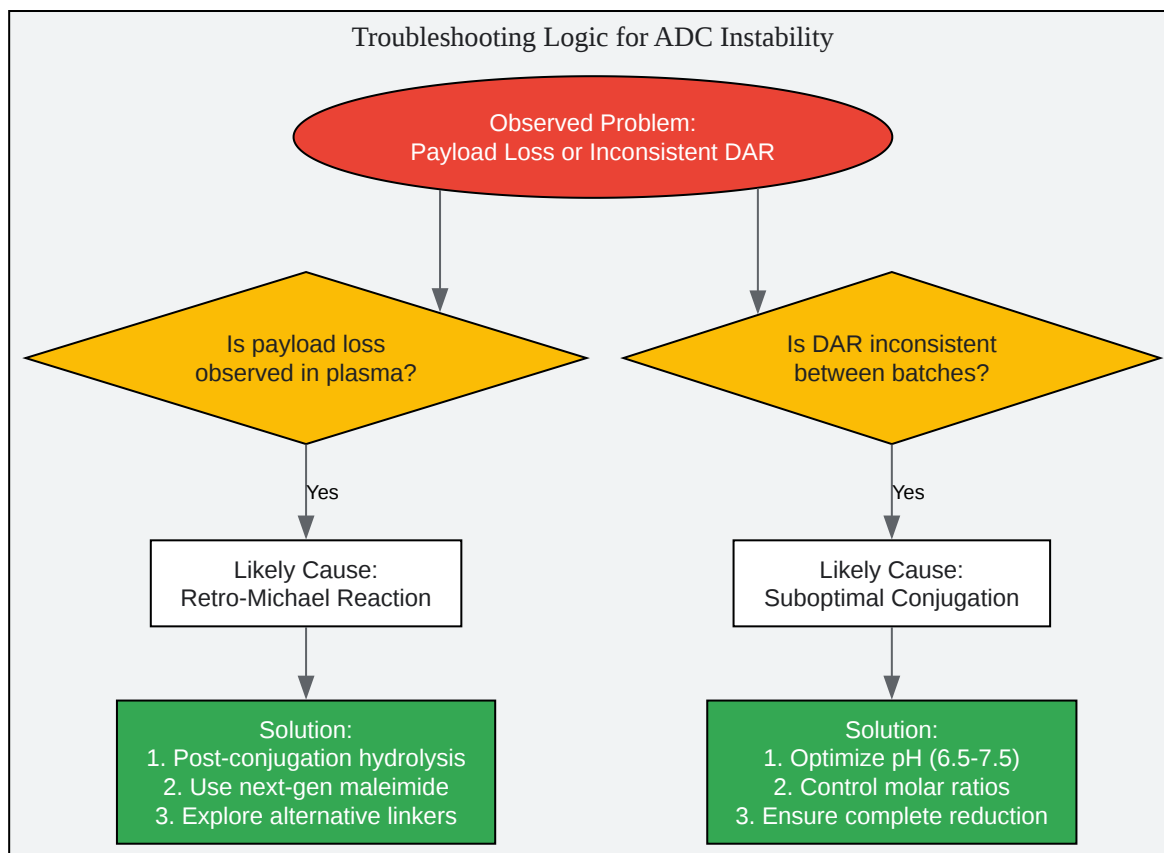 Troubleshooting Logic for ADC Instability
Observed Problem:
Payload Loss or Inconsistent DAR
Is payload loss
observed in plasma?
Is DAR inconsistent
between batches?
Yes
Yes
Likely Cause:
Retro-Michael Reaction
Likely Cause:
Suboptimal Conjugation
Solution:
1. Post-conjugation hydrolysis
2. Use next-gen maleimide
3. Explore alternative linkers
Solution:
1. Optimize pH (6.5-7.5)
2. Control molar ratios
3. Ensure complete reduction